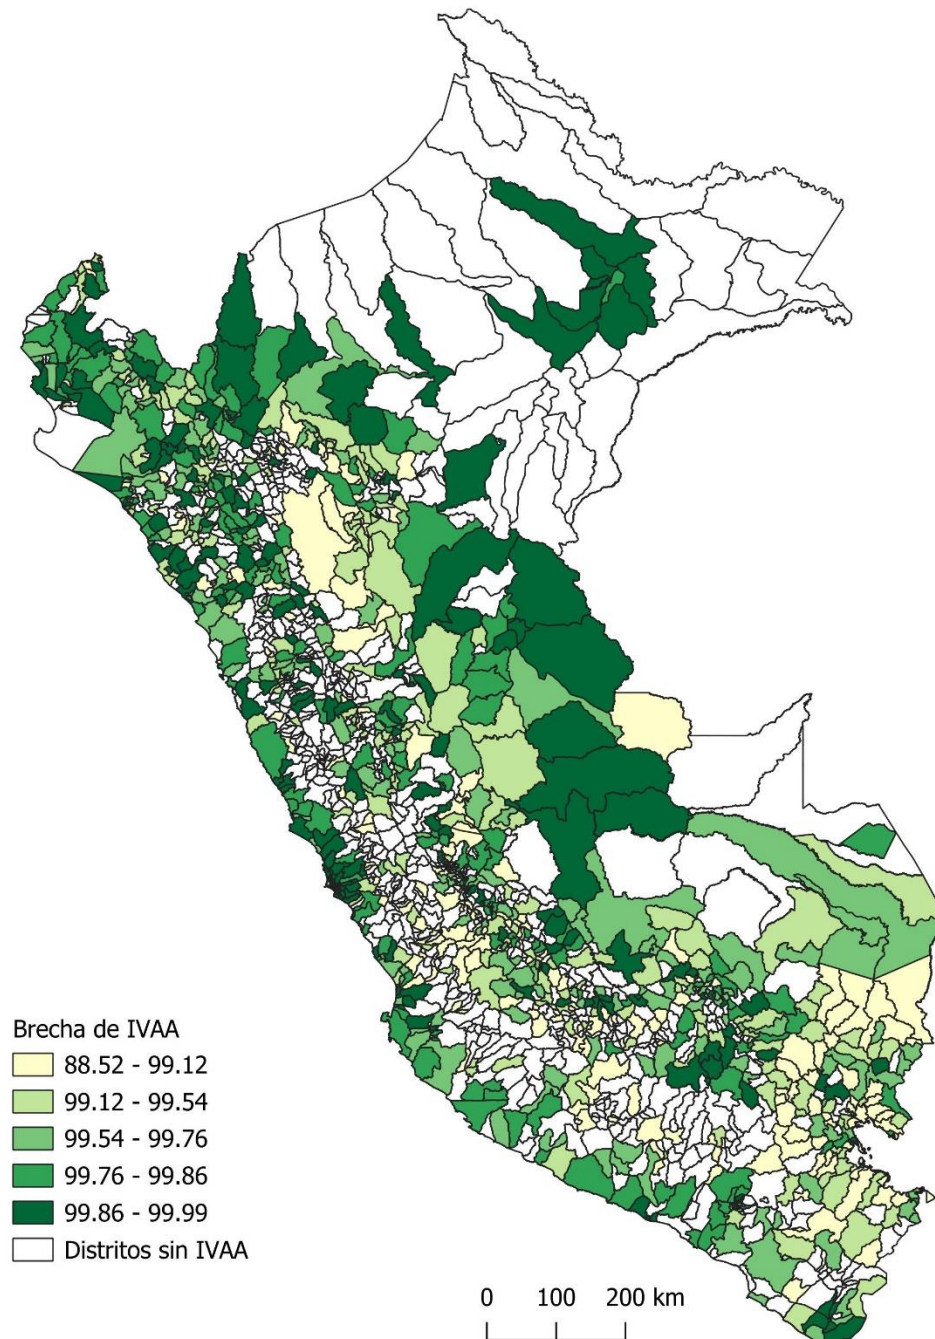 Brecha de IVAA
88.52 - 99.12
99.12 - 99.54
99.54 - 99.76
99.76 - 99.86
99.86 - 99.99
Distritos sin IVAA
0 100 200 km